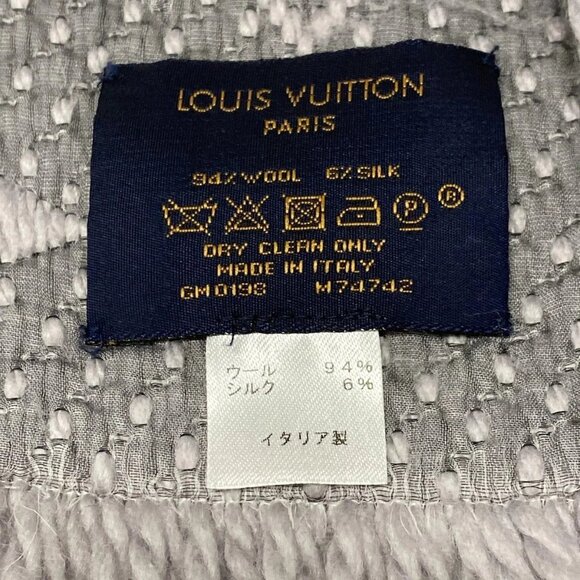 LOUIS VUITTON
PARIS
94% WOOL 6% SILK
P ®
DRY CLEAN ONLY
MADE IN ITALY
GM0198 M74742
ウール 94%
シルク 6%
イタリア製